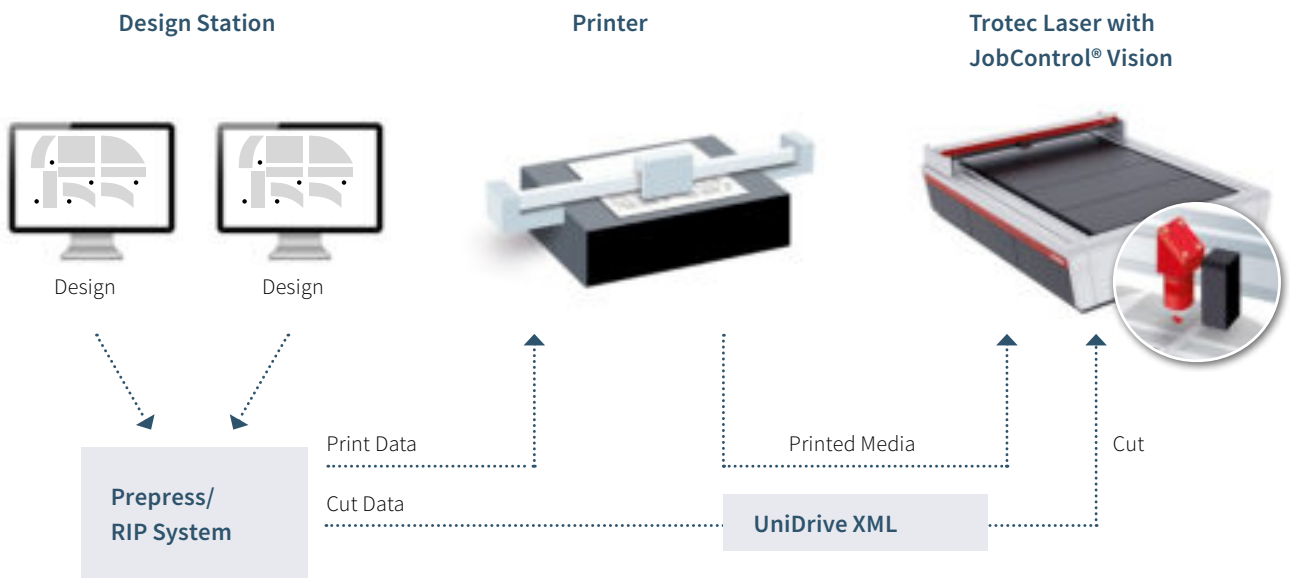 Design Station
Printer
Trotec Laser with
JobControl® Vision
Design
Design
Print Data
Printed Media
Cut
Prepress/
RIP System
Cut Data
UniDrive XML